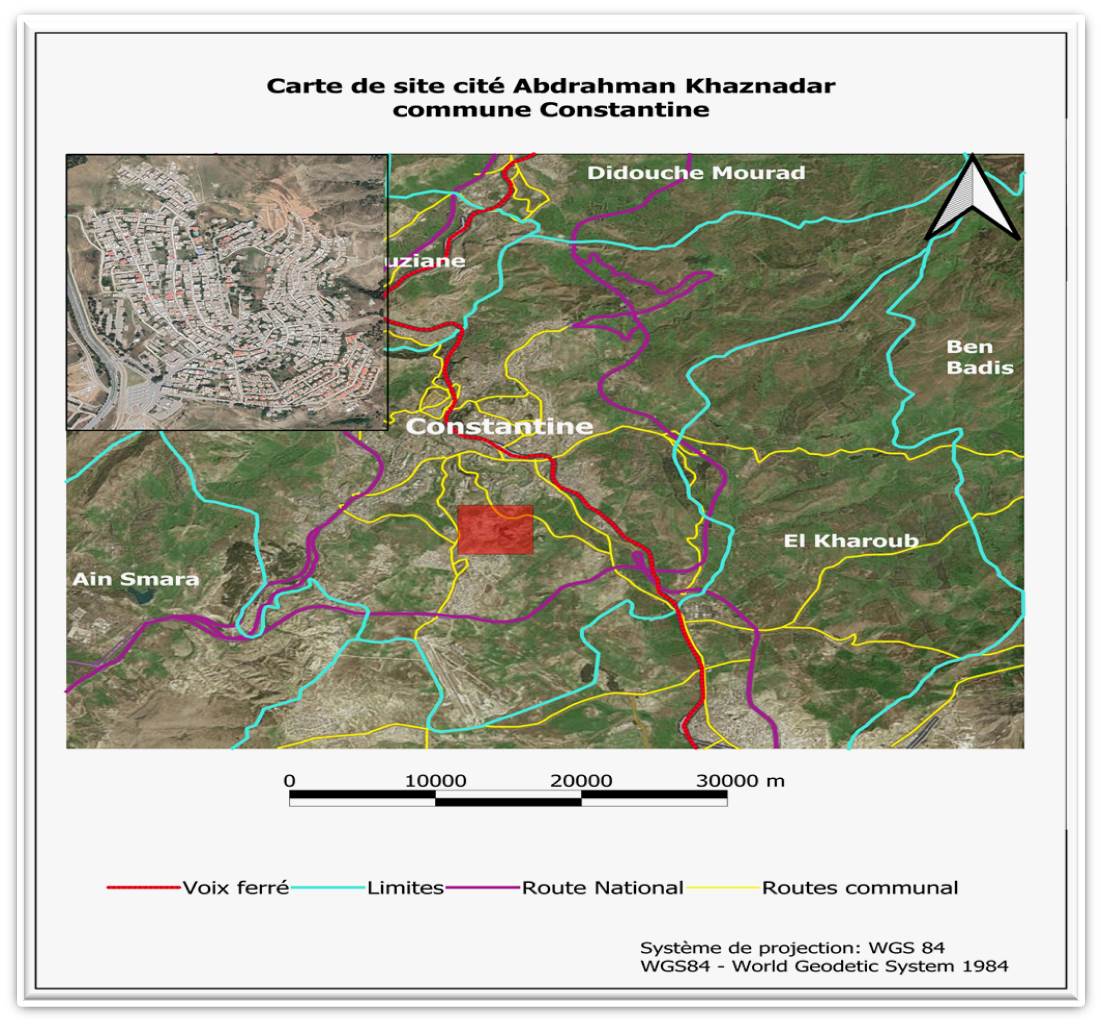 Carte de site cité Abdrahman Khaznadar
commune Constantine
Didouche Mourad
uziane
Ben
Badis
Constantine
El Kharoub
Ain Smara
0 10000 20000 30000 m
Voix ferré Limites Route National Routes communal
Système de projection: WGS 84
WGS84 - World Geodetic System 1984